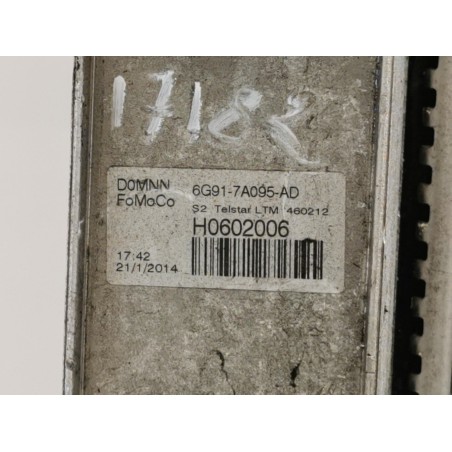 17182
D0MNN 6G91-7A095-AD
FoMoCo S2 Telstar LTM 460212
H0602006
17:42
21/1/2014